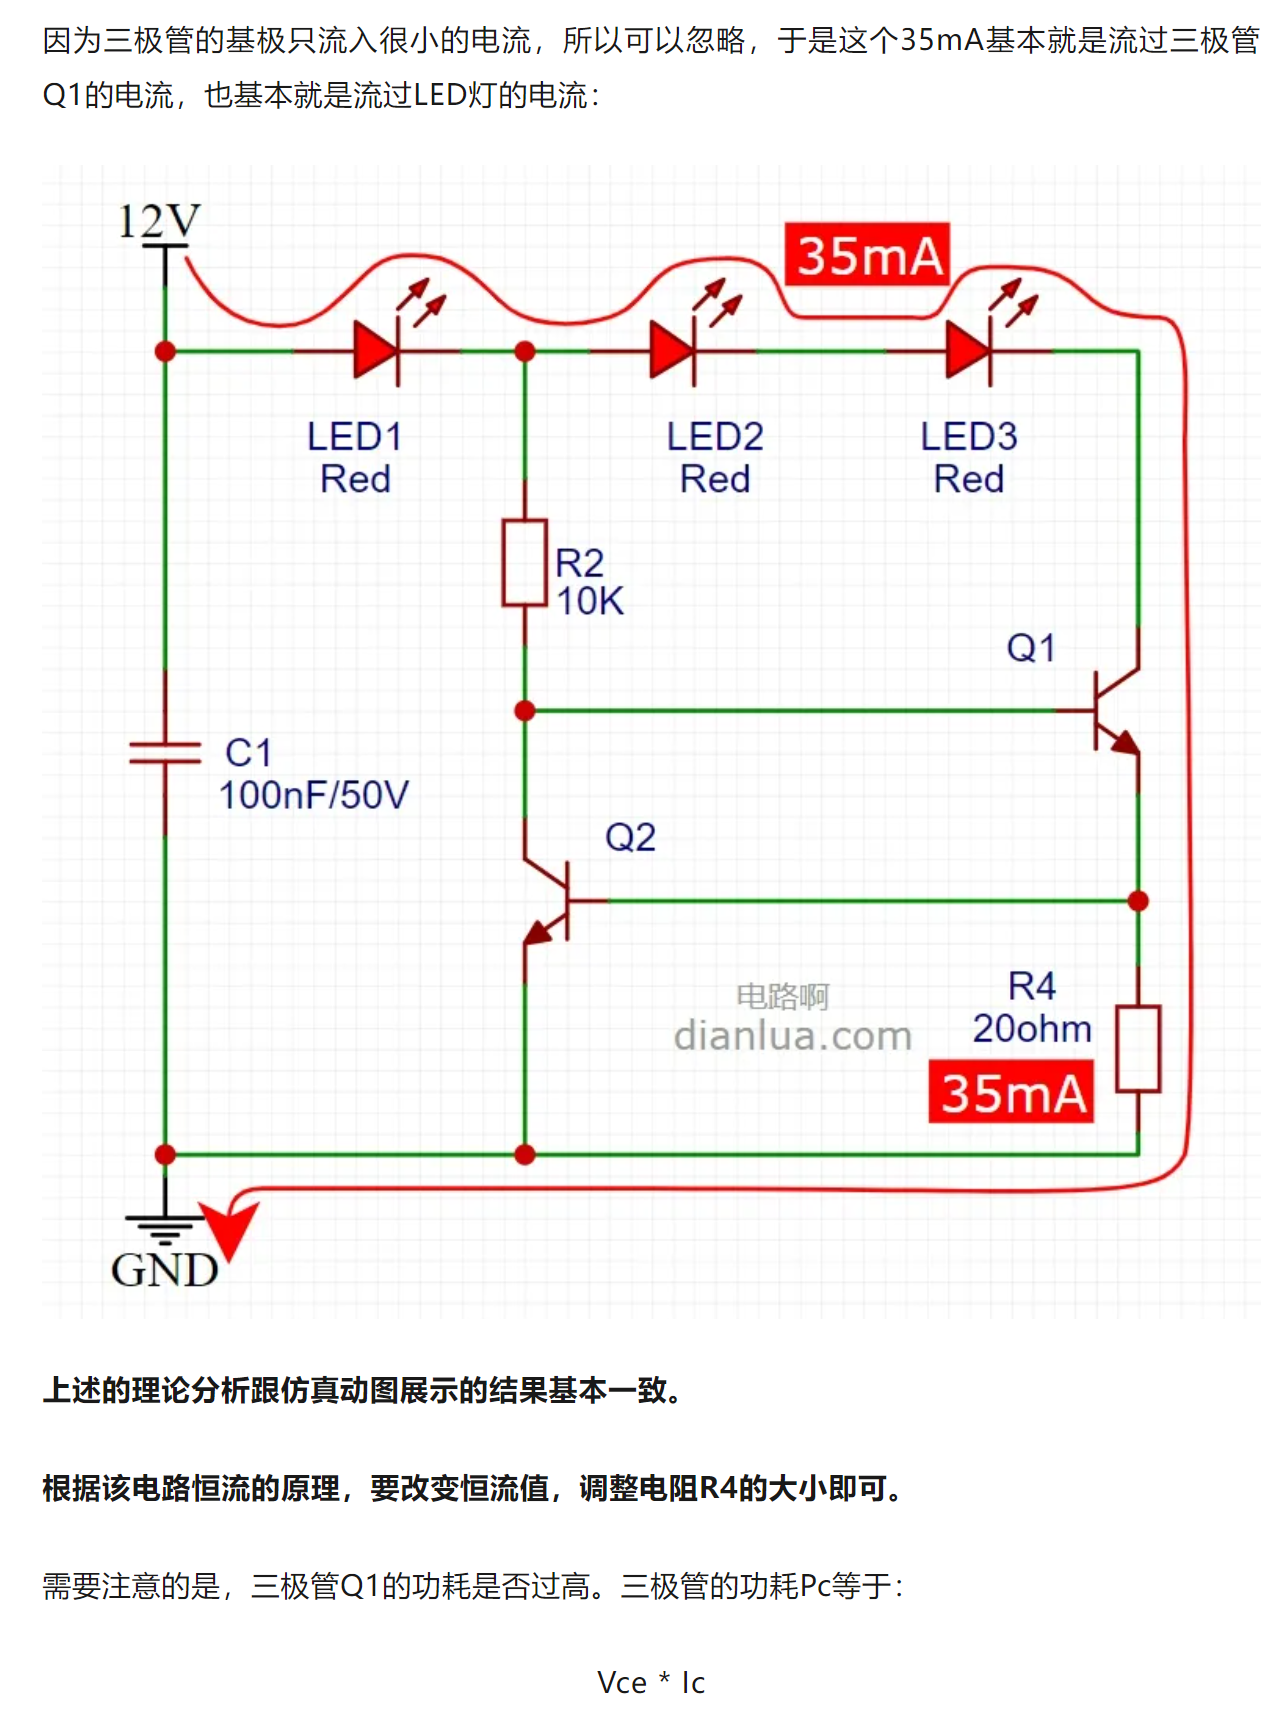 因为三极管的基极只流入很小的电流，所以可以忽略，于是这个35mA基本就是流过三极管
Q1的电流，也基本就是流过LED灯的电流：
12V
35mA
LED1
Red
LED2
Red
LED3
Red
R2
10K
Q1
C1
100nF/50V
Q2
电路啊
dianlua.com
R4
20ohm
35mA
GND
上述的理论分析跟仿真动图展示的结果基本一致。
根据该电路恒流的原理，要改变恒流值，调整电阻R4的大小即可。
需要注意的是，三极管Q1的功耗是否过高。三极管的功耗Pc等于：
Vce * Ic